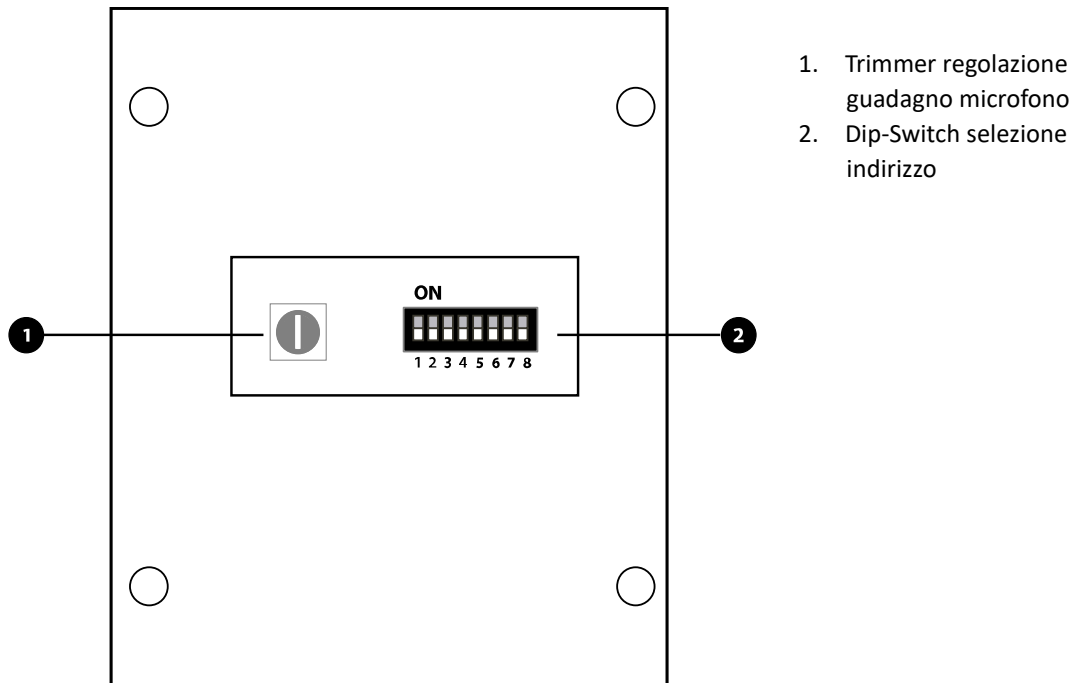 1. Trimmer regolazione
guadagno microfono
2. Dip-Switch selezione
indirizzo
ON
1 2 3 4 5 6 7 8
1
2